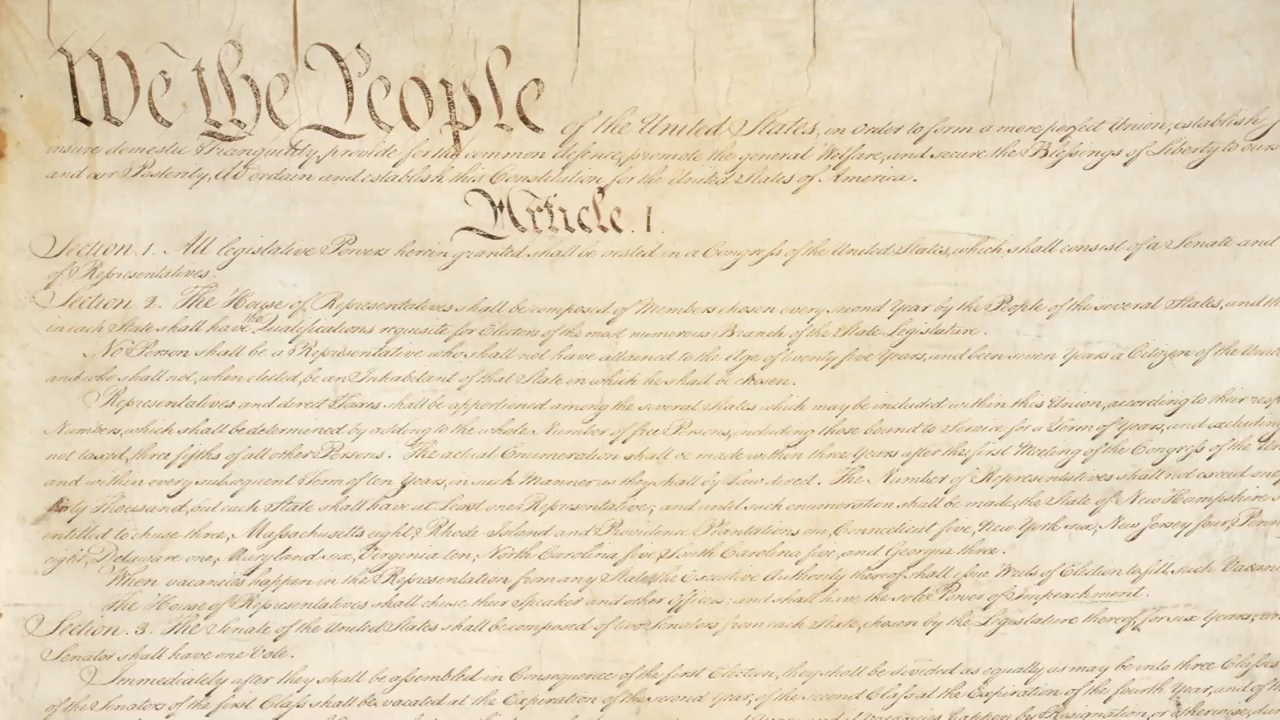 We the People of the United States, in Order to form a more perfect Union, establish
insure domestic Tranquility, provide for the common defence, promote the general Welfare, and secure the Blessings of Liberty to our
and our Posterity, do ordain and establish this Constitution for the United States of America.
Article. I.
Section. 1. All legislative Powers herein granted shall be vested in a Congress of the United States, which shall consist of a Senate and
of Representatives.
Section. 2. The House of Representatives shall be composed of Members chosen every second Year by the People of the several States, and
in each State shall have the Qualifications requisite for Electors of the most numerous Branch of the State Legislature.
No Person shall be a Representative who shall not have attained to the Age of twenty five Years, and been seven Years a Citizen of the
and who shall not, when elected, be an Inhabitant of that State in which he shall be chosen.
Representatives and direct Taxes shall be apportioned among the several States which may be included within this Union, according to their
Numbers, which shall be determined by adding to the whole Number of free Persons, including those bound to Service for a Term of Years, and excluding
not taxed, three fifths of all other Persons. The actual Enumeration shall be made within three Years after the first Meeting of the Congress of the
and within every subsequent Term of ten Years, in such Manner as they shall by Law direct. The Number of Representatives shall not exceed one
thirty Thousand, but each State shall have at Least one Representative; and until such enumeration shall be made, the State of New Hampshire
entitled to chuse three, Massachusetts eight, Rhode-Island and Providence Plantations one, Connecticut five, New-York six, New Jersey four,
eight, Delaware one, Maryland six, Virginia ten, North Carolina five, South Carolina five, and Georgia three.
When vacancies happen in the Representation from any State, the Executive Authority thereof shall issue Writs of Election to fill such
The House of Representatives shall chuse their Speaker and other Officers; and shall have the sole Power of Impeachment.
Section. 3. The Senate of the United States shall be composed of two Senators from each State, chosen by the Legislature thereof, for six Years; and
Senator shall have one Vote.
Immediately after they shall be assembled in Consequence of the first Election, they shall be divided as equally as may be into three Classes
of the Senators of the first Class shall be vacated at the Expiration of the second Year, of the second Class at the Expiration of the fourth Year, and of
Vacancies happen by Resignation, or otherwise,